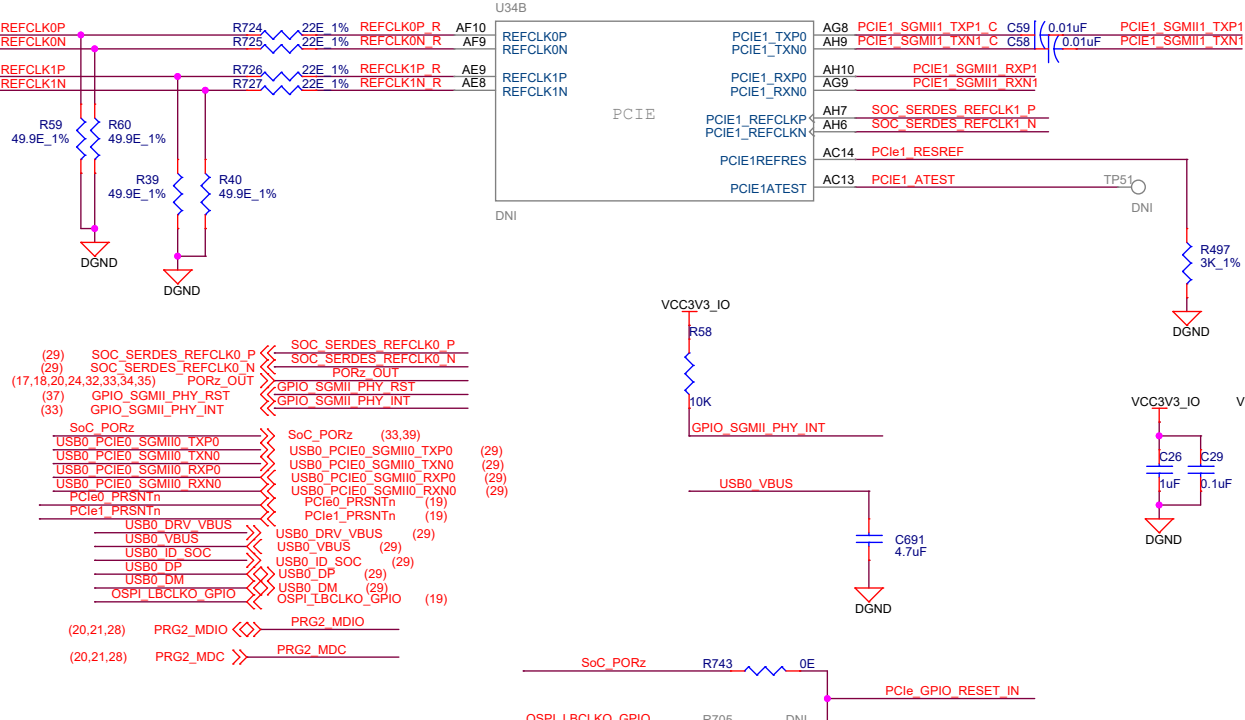 U34B
REFCLK0P R724 22E_1% REFCLK0P_R AF10 REFCLK0P PCIE1_TXP0 AG8 PCIE1_SGMII1_TXP1_C C59 0.01uF PCIE1_SGMII1_TXP1
REFCLK0N R725 22E_1% REFCLK0N_R AF9 REFCLK0N PCIE1_TXN0 AH9 PCIE1_SGMII1_TXN1_C C58 0.01uF PCIE1_SGMII1_TXN1
REFCLK1P R726 22E_1% REFCLK1P_R AE9 REFCLK1P PCIE1_RXP0 AH10 PCIE1_SGMII1_RXP1
REFCLK1N R727 22E_1% REFCLK1N_R AE8 REFCLK1N PCIE1_RXN0 AG9 PCIE1_SGMII1_RXN1
PCIE
PCIE1_REFCLKP AH7 SOC_SERDES_REFCLK1_P
PCIE1_REFCLKN AH6 SOC_SERDES_REFCLK1_N
R59 R60
49.9E_1% 49.9E_1%
PCIE1REFRES AC14 PCIe1_RESREF
R39 R40
49.9E_1% 49.9E_1%
PCIE1ATEST AC13 PCIE1_ATEST TP51
DNI
DNI
DGND
DGND
R497
3K_1%
DGND
VCC3V3_IO
R58
10K
GPIO_SGMII_PHY_INT
(29) SOC_SERDES_REFCLK0_P SOC_SERDES_REFCLK0_P
(29) SOC_SERDES_REFCLK0_N SOC_SERDES_REFCLK0_N
(17,18,20,24,32,33,34,35) PORz_OUT PORz_OUT
(37) GPIO_SGMII_PHY_RST GPIO_SGMII_PHY_RST
(33) GPIO_SGMII_PHY_INT GPIO_SGMII_PHY_INT
SoC_PORz SoC_PORz (33,39)
USB0_PCIE0_SGMII0_TXP0 USB0_PCIE0_SGMII0_TXP0 (29)
USB0_PCIE0_SGMII0_TXN0 USB0_PCIE0_SGMII0_TXN0 (29)
USB0_PCIE0_SGMII0_RXP0 USB0_PCIE0_SGMII0_RXP0 (29)
USB0_PCIE0_SGMII0_RXN0 USB0_PCIE0_SGMII0_RXN0 (29)
PCIe0_PRSNTn PCIe0_PRSNTn (19)
PCIe1_PRSNTn PCIe1_PRSNTn (19)
USB0_DRV_VBUS USB0_DRV_VBUS (29)
USB0_VBUS USB0_VBUS (29)
USB0_ID_SOC USB0_ID_SOC (29)
USB0_DP USB0_DP (29)
USB0_DM USB0_DM (29)
OSPI_LBCLKO_GPIO OSPI_LBCLKO_GPIO (19)
(20,21,28) PRG2_MDIO PRG2_MDIO
(20,21,28) PRG2_MDC PRG2_MDC
USB0_VBUS
C691
4.7uF
DGND
VCC3V3_IO V
C26 C29
1uF 0.1uF
DGND
SoC_PORz R743 0E
PCIe_GPIO_RESET_IN
OSPI_LBCLKO_GPIO R705 DNI